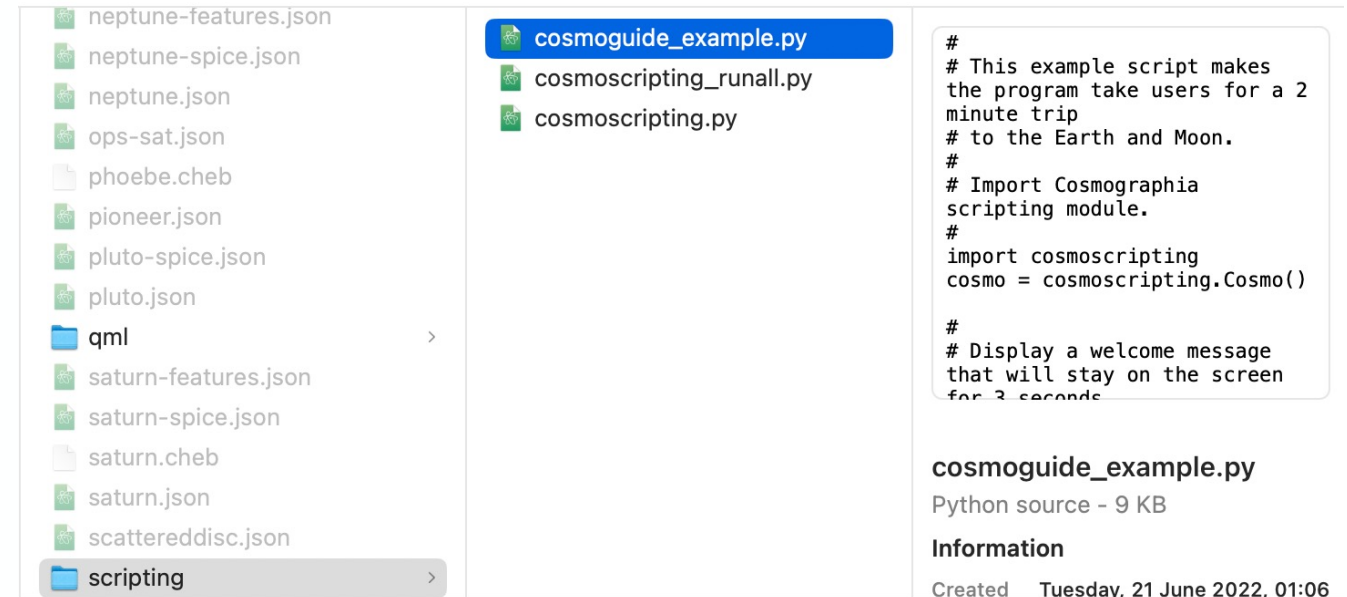 neptune-features.json
neptune-spice.json
neptune.json
ops-sat.json
phoebe.cheb
pioneer.json
pluto-spice.json
pluto.json
qml
saturn-features.json
saturn-spice.json
saturn.cheb
saturn.json
scattereddisc.json
scripting
cosmoguide_example.py
cosmoscripting_runall.py
cosmoscripting.py
#
# This example script makes
the program take users for a 2
minute trip
# to the Earth and Moon.
#
# Import Cosmographia
scripting module.
#
import cosmoscripting
cosmo = cosmoscripting.Cosmo()
#
# Display a welcome message
that will stay on the screen
for 3 seconds
cosmoguide_example.py
Python source - 9 KB
Information
Created Tuesday, 21 June 2022, 01:06